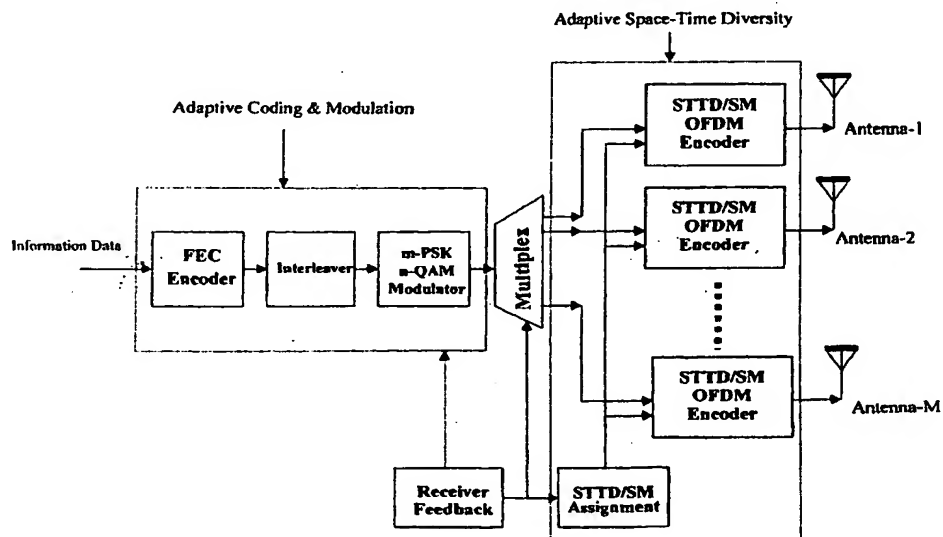 Adaptive Space-Time Diversity
Adaptive Coding & Modulation
STTD/SM
OFDM
Encoder
Antenna-1
STTD/SM
OFDM
Encoder
Antenna-2
Information Data
FEC
Encoder
Interleaver
m-PSK
n-QAM
Modulator
Multiplex
STTD/SM
OFDM
Encoder
Antenna-M
Receiver
Feedback
STTD/SM
Assignment